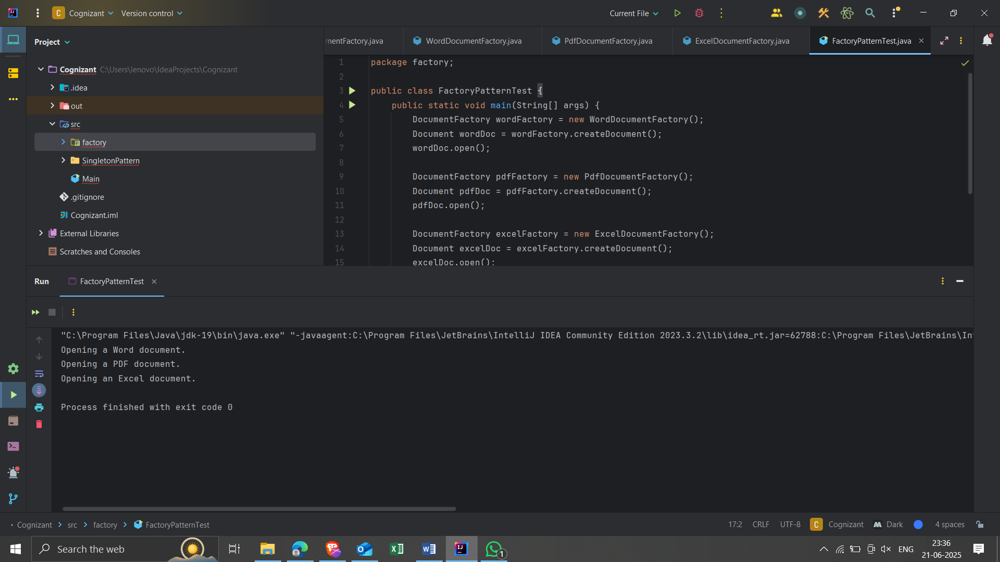 C Cognizant Version control Current File
Project
mentFactory.java WordDocumentFactory.java PdfDocumentFactory.java ExcelDocumentFactory.java FactoryPatternTest.java
Cognizant C:\Users\lenovo\IdeaProjects\Cognizant
.idea
out
src
factory
SingletonPattern
Main
.gitignore
Cognizant.iml
External Libraries
Scratches and Consoles
1 package factory;
2
3 public class FactoryPatternTest {
4 public static void main(String[] args) {
5 DocumentFactory wordFactory = new WordDocumentFactory();
6 Document wordDoc = wordFactory.createDocument();
7 wordDoc.open();
8
9 DocumentFactory pdfFactory = new PdfDocumentFactory();
10 Document pdfDoc = pdfFactory.createDocument();
11 pdfDoc.open();
12
13 DocumentFactory excelFactory = new ExcelDocumentFactory();
14 Document excelDoc = excelFactory.createDocument();
15 excelDoc.open();
Run FactoryPatternTest
"C:\Program Files\Java\jdk-19\bin\java.exe" "-javaagent:C:\Program Files\JetBrains\IntelliJ IDEA Community Edition 2023.3.2\lib\idea_rt.jar=62788:C:\Program Files\JetBrains\In
Opening a Word document.
Opening a PDF document.
Opening an Excel document.
Process finished with exit code 0
Cognizant src factory FactoryPatternTest 17:2 CRLF UTF-8 C Cognizant Dark 4 spaces
Search the web 1 ENG 23:36
21-06-2025